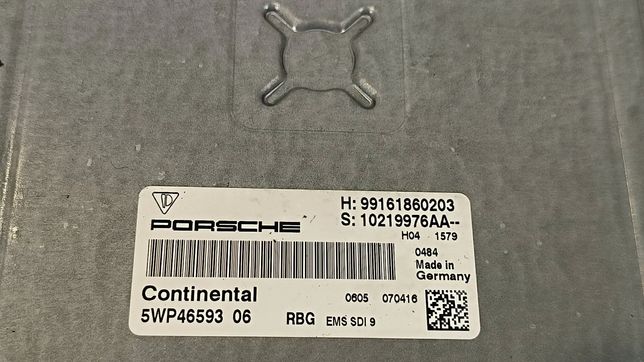 H: 99161860203
PORSCHE S: 10219976AA--
H04 1579
0484
Made in
Germany
Continental 0605 070416
5WP46593 06 RBG EMS SDI 9